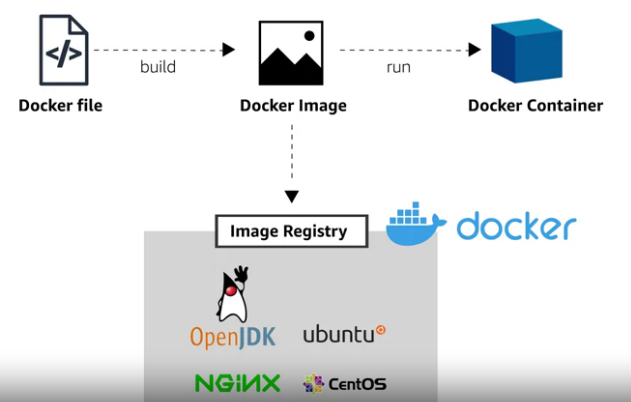 </>
build
run
Docker file
Docker Image
Docker Container
Image Registry
docker
OpenJDK
ubuntu
NGINX
CentOS